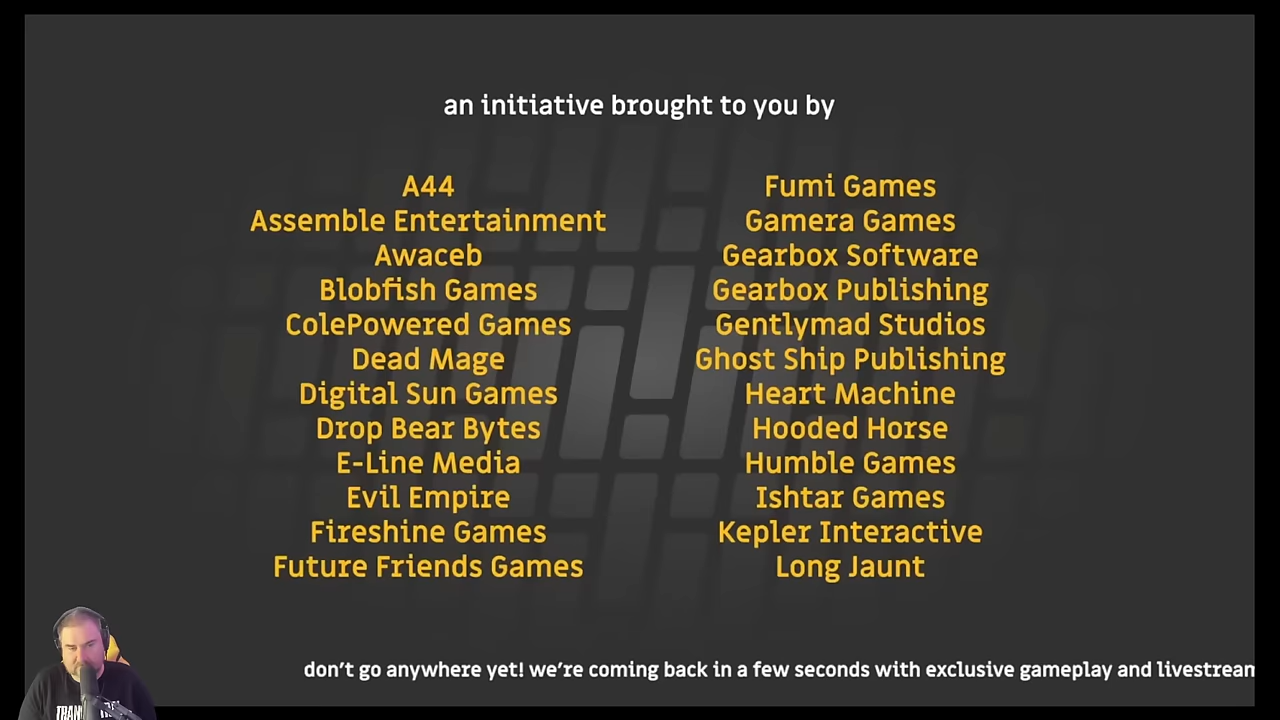 an initiative brought to you by
A44
Assemble Entertainment
Awaceb
Blobfish Games
ColePowered Games
Dead Mage
Digital Sun Games
Drop Bear Bytes
E-Line Media
Evil Empire
Fireshine Games
Future Friends Games
Fumi Games
Gamera Games
Gearbox Software
Gearbox Publishing
Gentlymad Studios
Ghost Ship Publishing
Heart Machine
Hooded Horse
Humble Games
Ishtar Games
Kepler Interactive
Long Jaunt
don't go anywhere yet! we're coming back in a few seconds with exclusive gameplay and livestream